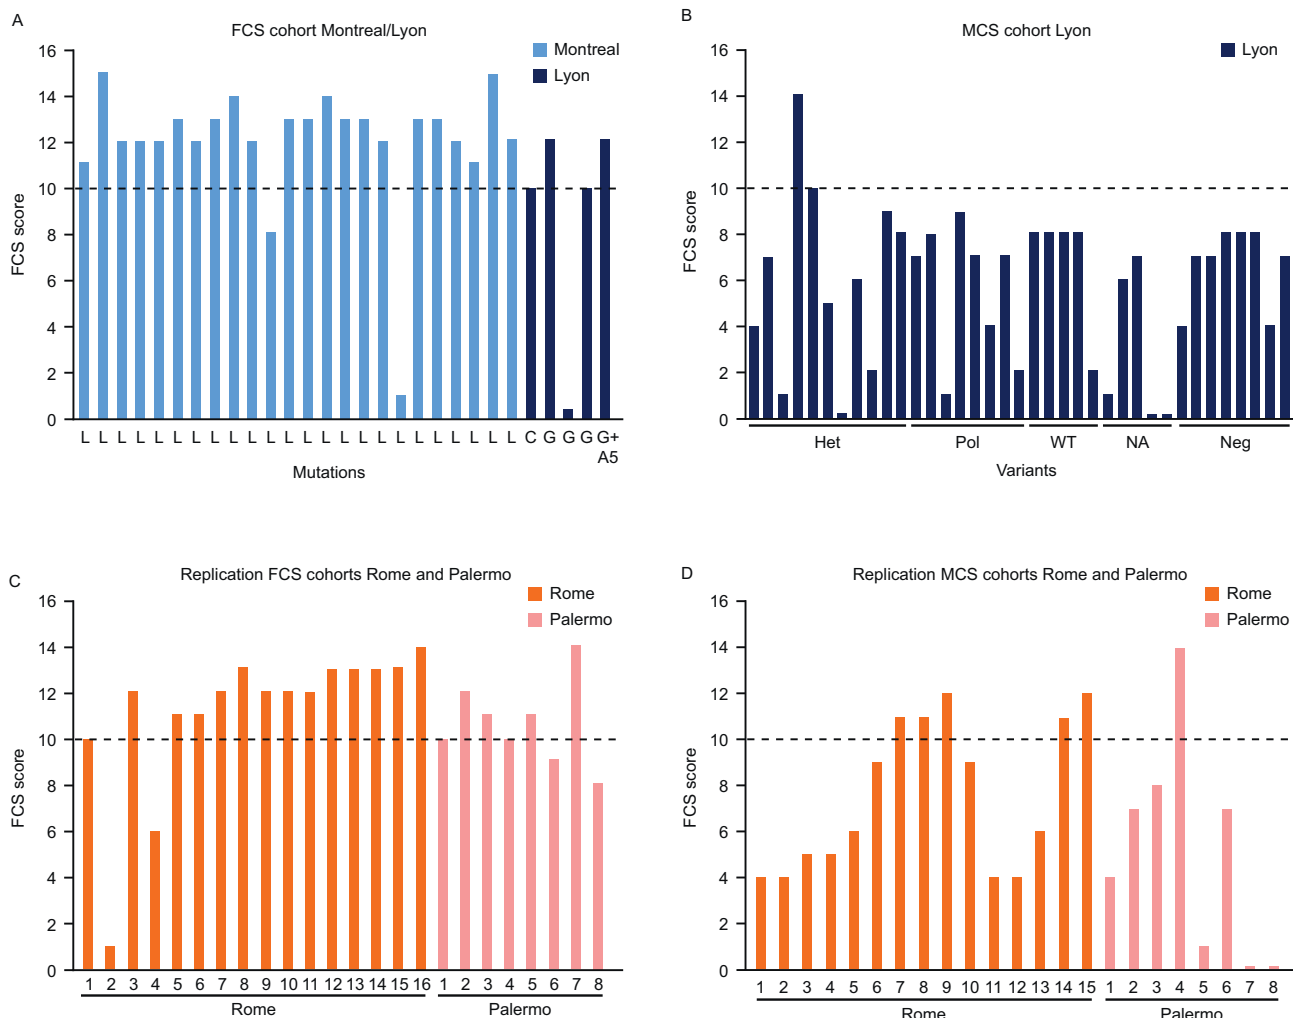 A
FCS cohort Montreal/Lyon
Montreal
Lyon
FCS score
16
14
12
10
8
6
4
2
0
L L L L L L L L L L L L L L L L L L L L L L L L C G G G G+
A5
Mutations
B
MCS cohort Lyon
Lyon
FCS score
16
14
12
10
8
6
4
2
0
Het Pol WT NA Neg
Variants
C
Replication FCS cohorts Rome and Palermo
Rome
Palermo
FCS score
16
14
12
10
8
6
4
2
0
1 2 3 4 5 6 7 8 9 10 11 12 13 14 15 16 1 2 3 4 5 6 7 8
Rome Palermo
D
Replication MCS cohorts Rome and Palermo
Rome
Palermo
FCS score
16
14
12
10
8
6
4
2
0
1 2 3 4 5 6 7 8 9 10 11 12 13 14 15 1 2 3 4 5 6 7 8
Rome Palermo